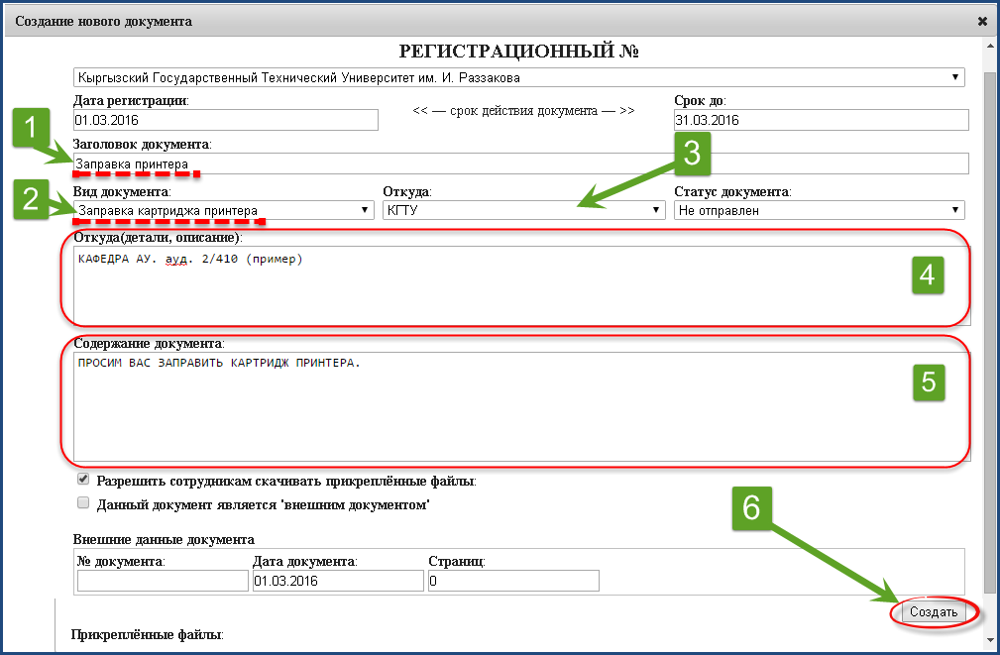 Создание нового документа
РЕГИСТРАЦИОННЫЙ №
Кыргызский Государственный Технический Университет им. И. Раззакова
Дата регистрации: << — срок действия документа — >> Срок до:
01.03.2016 31.03.2016
1 Заголовок документа: 3
Заправка принтера
2 Вид документа: Откуда: Статус документа:
Заправка картриджа принтера КГТУ Не отправлен
Откуда(детали, описание):
КАФЕДРА АУ. ауд. 2/410 (пример)
4
Содержание документа:
ПРОСИМ ВАС ЗАПРАВИТЬ КАРТРИДЖ ПРИНТЕРА.
5
Разрешить сотрудникам скачивать прикреплённые файлы:
Данный документ является 'внешним документом'
6
Внешние данные документа
№ документа: Дата документа: Страниц:
01.03.2016 0
Создать
Прикреплённые файлы: